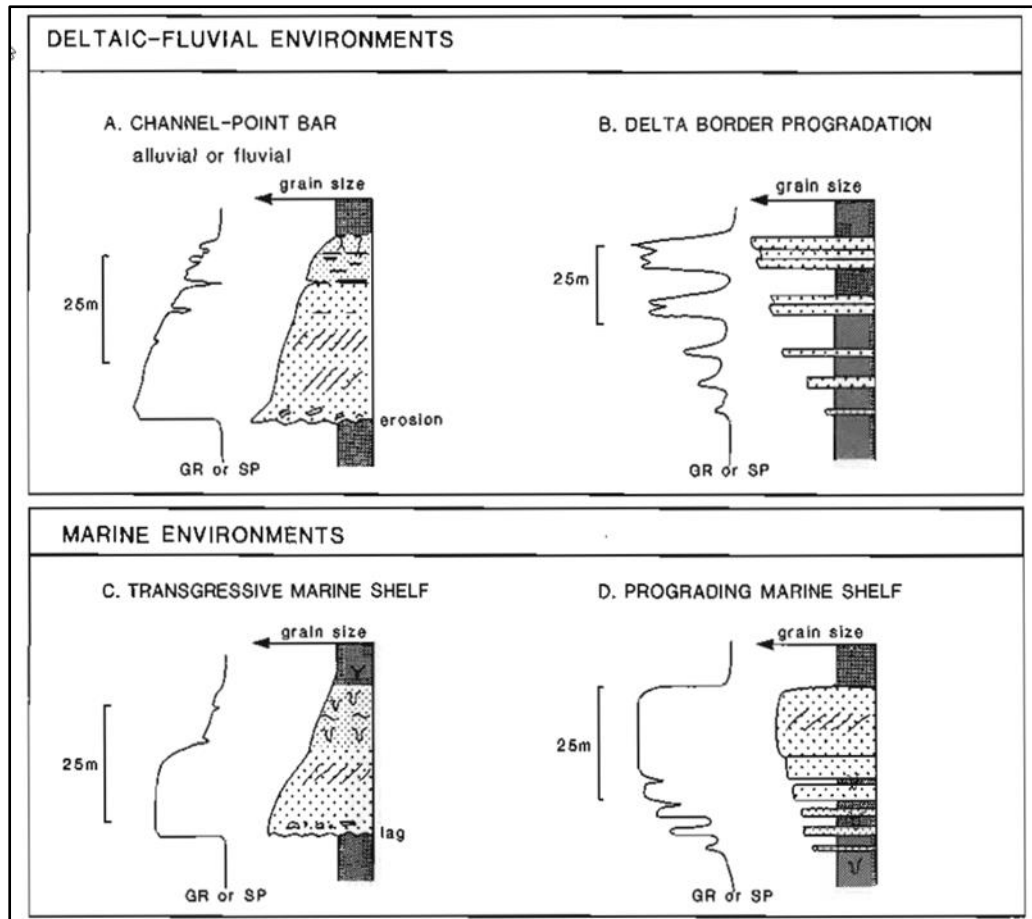 DELTAIC-FLUVIAL ENVIRONMENTS
A. CHANNEL-POINT BAR
alluvial or fluvial
grain size
25m
erosion
GR or SP
B. DELTA BORDER PROGRADATION
grain size
25m
GR or SP
MARINE ENVIRONMENTS
C. TRANSGRESSIVE MARINE SHELF
grain size
25m
lag
GR or SP
D. PROGRADING MARINE SHELF
grain size
25m
GR or SP